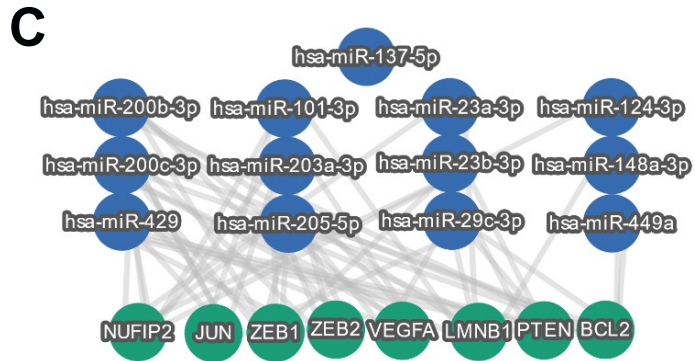 C
hsa-miR-137-5p
hsa-miR-200b-3p hsa-miR-101-3p hsa-miR-23a-3p hsa-miR-124-3p
hsa-miR-200c-3p hsa-miR-203a-3p hsa-miR-23b-3p hsa-miR-148a-3p
hsa-miR-429 hsa-miR-205-5p hsa-miR-29c-3p hsa-miR-449a
NUFIP2 JUN ZEB1 ZEB2 VEGFA LMNB1 PTEN BCL2